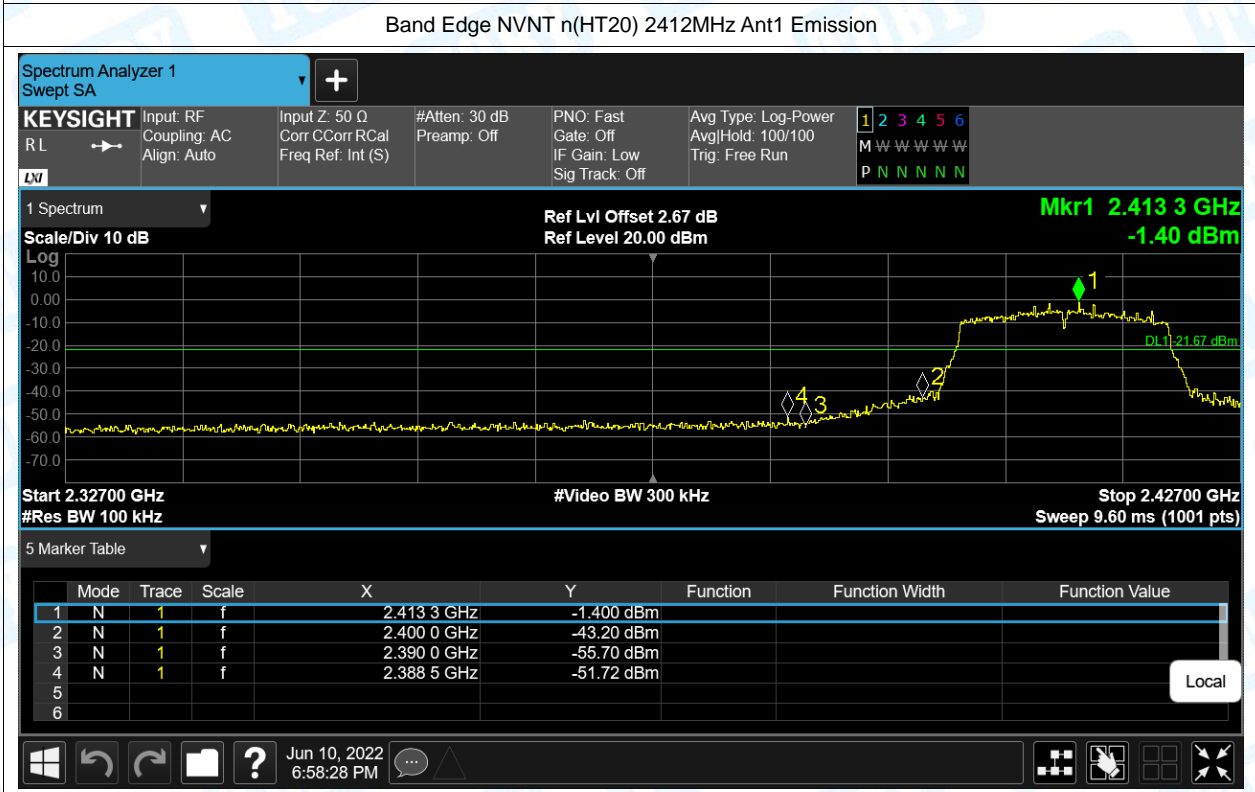 Band Edge NVNT n(HT20) 2412MHz Ant1 Emission
Spectrum Analyzer 1
Swept SA
KEYSIGHT Input: RF Input Z: 50 Ω #Atten: 30 dB PNO: Fast Avg Type: Log-Power 1 2 3 4 5 6
RL Coupling: AC Corr CCorr RCal Preamp: Off Gate: Off Avg|Hold: 100/100 M W W W W W
Align: Auto Freq Ref: Int (S) IF Gain: Low Trig: Free Run
LXI Sig Track: Off P N N N N N N
1 Spectrum Ref Lvl Offset 2.67 dB Mkr1 2.413 3 GHz
Scale/Div 10 dB Ref Level 20.00 dBm -1.40 dBm
Log
10.0 1
0.00
-10.0
-20.0 DL1 -21.67 dBm
-30.0
-40.0 4 3 2
-50.0
-60.0
-70.0
Start 2.32700 GHz #Video BW 300 kHz Stop 2.42700 GHz
#Res BW 100 kHz Sweep 9.60 ms (1001 pts)
5 Marker Table
Mode Trace Scale X Y Function Function Width Function Value
1 N 1 f 2.413 3 GHz -1.400 dBm
2 N 1 f 2.400 0 GHz -43.20 dBm
3 N 1 f 2.390 0 GHz -55.70 dBm
4 N 1 f 2.388 5 GHz -51.72 dBm
5
6
Local
? Jun 10, 2022
6:58:28 PM